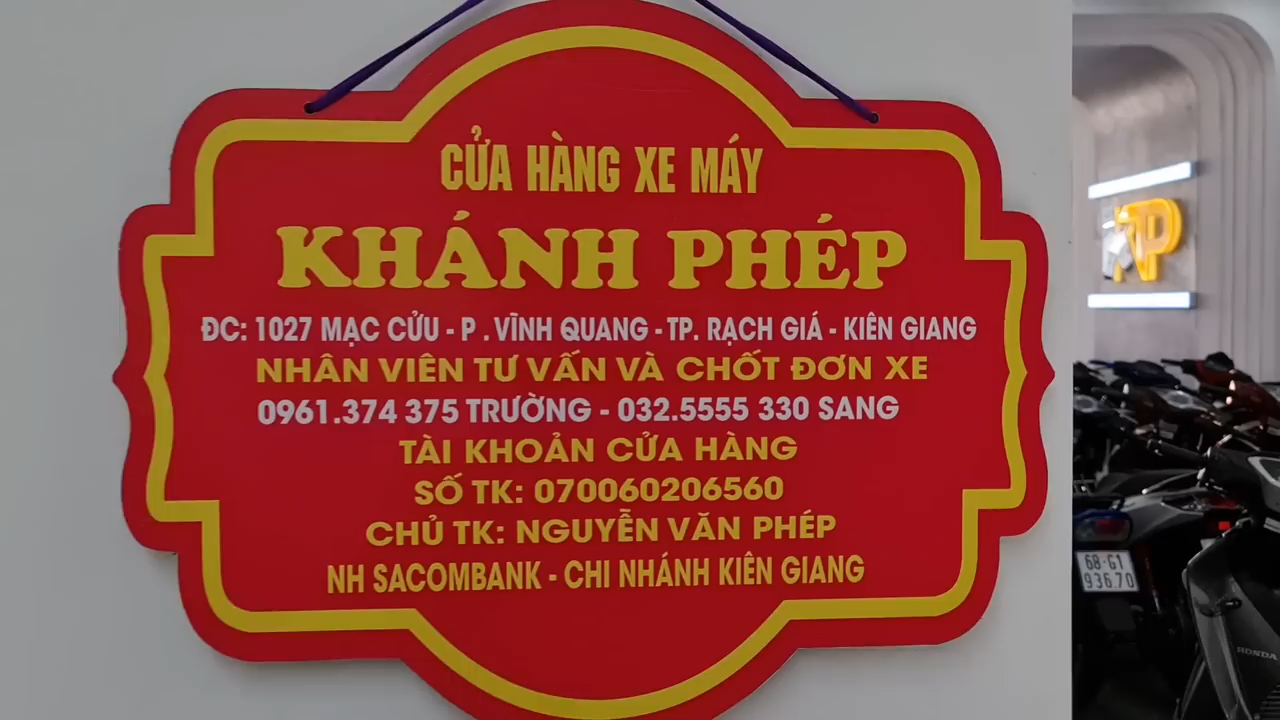 CỬA HÀNG XE MÁY
KHÁNH PHÉP
ĐC: 1027 MẠC CỬU - P . VĨNH QUANG - TP. RẠCH GIÁ - KIÊN GIANG
NHÂN VIÊN TƯ VẤN VÀ CHỐT ĐƠN XE
0961.374 375 TRƯỜNG - 032.5555 330 SANG
TÀI KHOẢN CỬA HÀNG
SỐ TK: 070060206560
CHỦ TK: NGUYỄN VĂN PHÉP
NH SACOMBANK - CHI NHÁNH KIÊN GIANG
KP
68-G1
936.70
HONDA